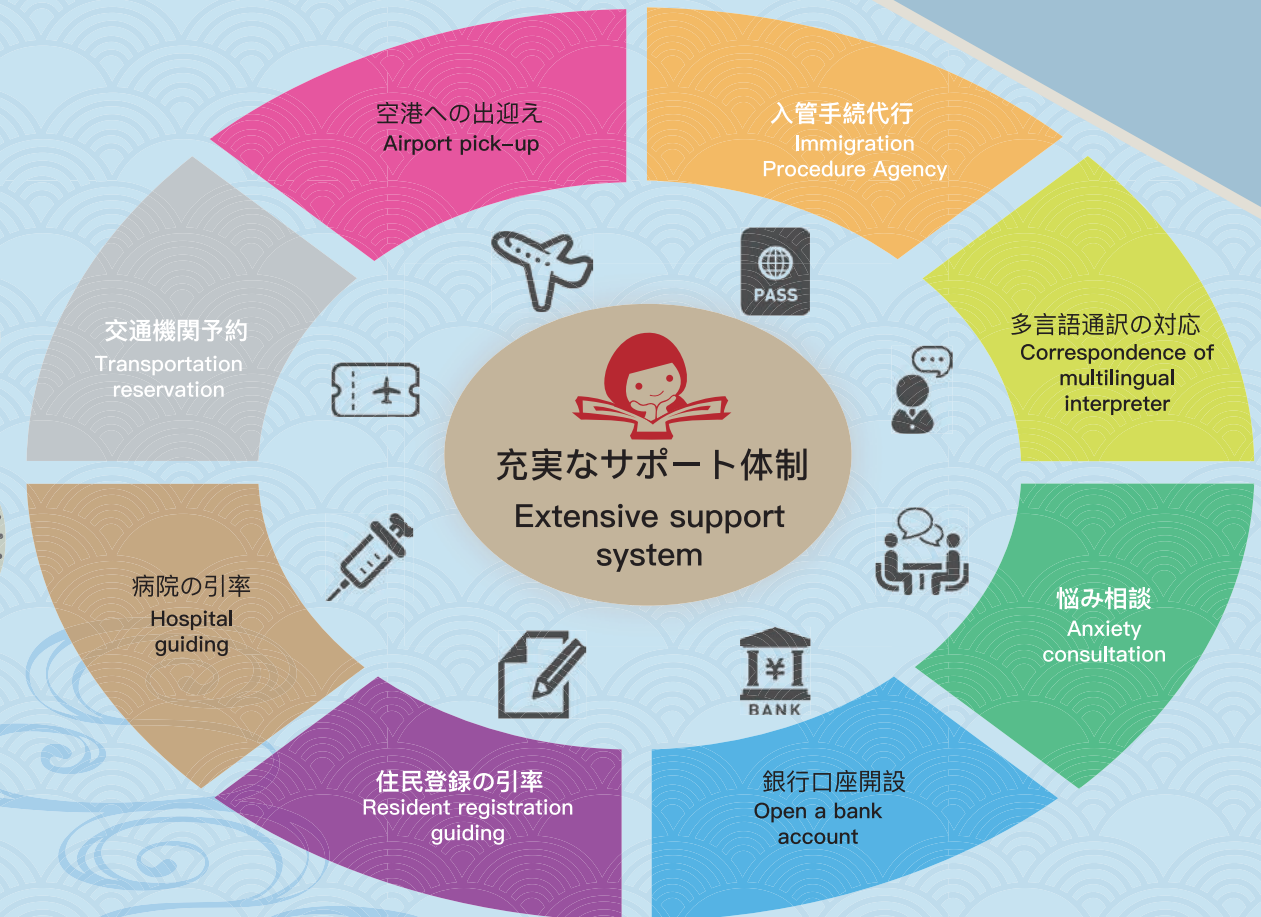 空港への出迎え
Airport pick-up
入管手続代行
Immigration
Procedure Agency
交通機関予約
Transportation
reservation
PASS
多言語通訳の対応
Correspondence of
multilingual
interpreter
充実なサポート体制
Extensive support
system
病院の引率
Hospital
guiding
悩み相談
Anxiety
consultation
¥
BANK
住民登録の引率
Resident registration
guiding
銀行口座開設
Open a bank
account